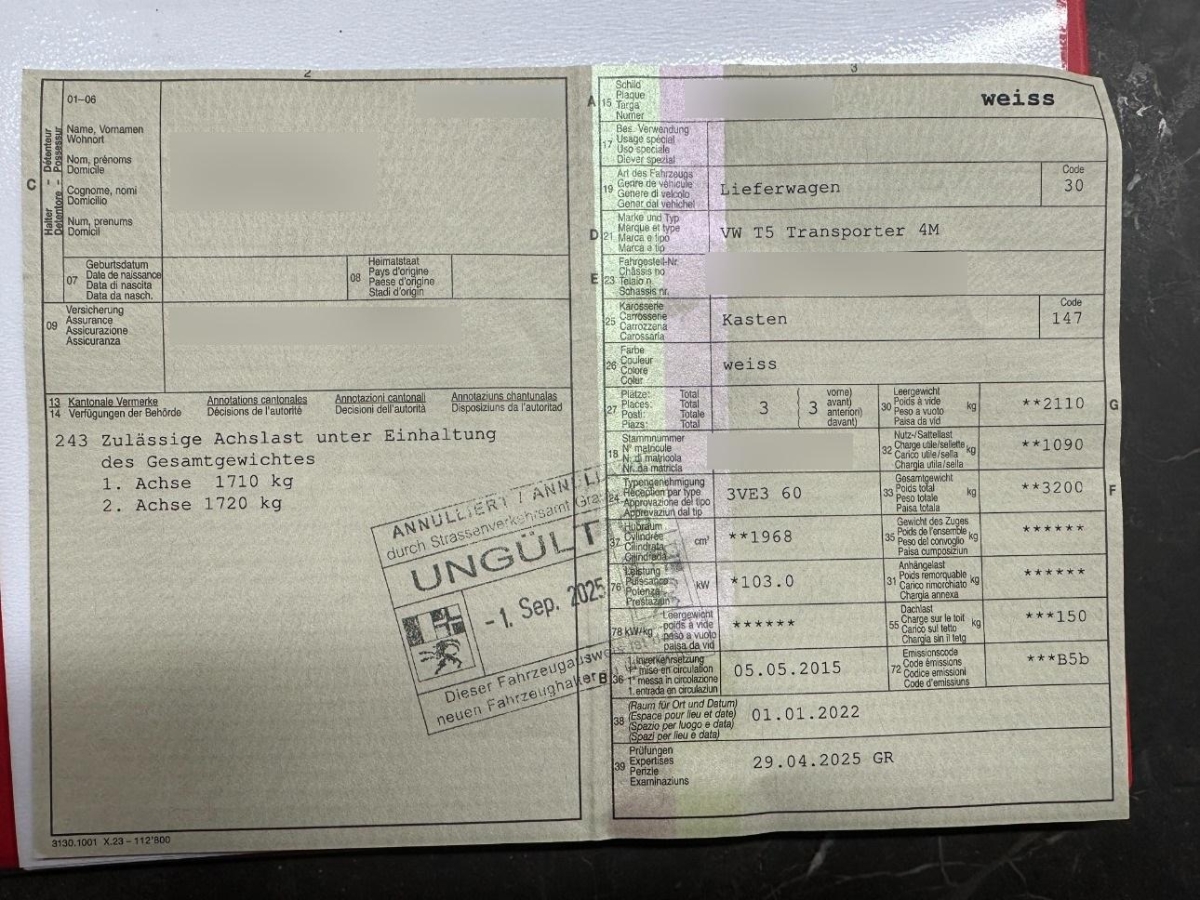 2
01-06
Halter - Détenteur
Detentore - Possessur
C
Name, Vornamen
Wohnort
Nom, prénoms
Domicile
Cognome, nomi
Domicilio
Num, prenums
Domicil
07
Geburtsdatum
Date de naissance
Data di nascita
Data da nasch.
08
Heimatstaat
Pays d'origine
Paese d'origine
Stadi d'origin
09
Versicherung
Assurance
Assicurazione
Assicuranza
13 Kantonale Vermerke Annotations cantonales Annotazioni cantonali Annotaziuns chantunalas
14 Verfügungen der Behörde Décisions de l'autorité Decisioni dell'autorità Disposiziuns da l'autoritad
243 Zulässige Achslast unter Einhaltung
des Gesamtgewichtes
1. Achse 1710 kg
2. Achse 1720 kg
ANNULLIERT /
durch Strassenverkehrsamt
UNGÜLT
-1. Sep. 2025
Dieser Fahrzeugausw
neuen Fahrzeughalter
3130.1001 X.23 – 112'800
3
A 15
Schild
Plaque
Targa
Numer
weiss
17
Bes. Verwendung
Usage spécial
Uso speciale
Diever spezial
19
Art des Fahrzeugs
Genre de véhicule
Genere di veicolo
Gener dal vehichel
Lieferwagen
Code
30
D 21
Marke und Typ
Marque et type
Marca e tipo
Marca e tip
VW T5 Transporter 4M
E 23
Fahrgestell-Nr.
Châssis no
Telaio n.
Schassis nr.
25
Karosserie
Carrosserie
Carrozzeria
Carossaria
Kasten
Code
147
26
Farbe
Couleur
Colore
Colur
weiss
27
Plätze: Total
Places: Total
Posti: Totale
Plazs: Total
3
3
vorne)
avant)
anteriori)
davant)
30
Leergewicht
Poids à vide
Peso a vuoto
Paisa da vid
kg
**2110
G
18
Stammnummer
N° matricule
N. di matricola
Nr. da matricla
32
Nutz-/Sattellast
Charge utile/sellette
Carico utile/sella
Chargia utila/sella
kg
**1090
24
Typengenehmigung
Réception par type
Approvazione del tipo
Approvaziun dal tip
3VE3 60
33
Gesamtgewicht
Poids total
Peso totale
Paisa totala
kg
**3200
F
37
Hubraum
Cylindrée
Cilindrata
cm³
**1968
35
Gewicht des Zuges
Poids de l'ensemble
Peso del convoglio
Paisa cumposiziun
kg
******
76
Leistung
Puissance
Potenza
Prestaziun
kW
*103.0
31
Anhängelast
Poids remorquable
Carico rimorchiato
Chargia annexa
kg
******
78 kW/kg
Leergewicht
poids à vide
peso a vuoto
paisa da vid
******
55
Dachlast
Charge sur le toit
Carico sul tetto
Chargia sin il tetg
kg
***150
B 36
1. Inverkehrsetzung
1re mise en circulation
1a messa in circolazione
1. entrada en circulaziun
05.05.2015
72
Emissionscode
Code émissions
Codice emissioni
Code d'emissiuns
***B5b
38
(Raum für Ort und Datum)
(Espace pour lieu et date)
(Spazio per luogo e data)
(Spazi per lieu e data)
01.01.2022
39
Prüfungen
Expertises
Perizie
Examinaziuns
29.04.2025 GR